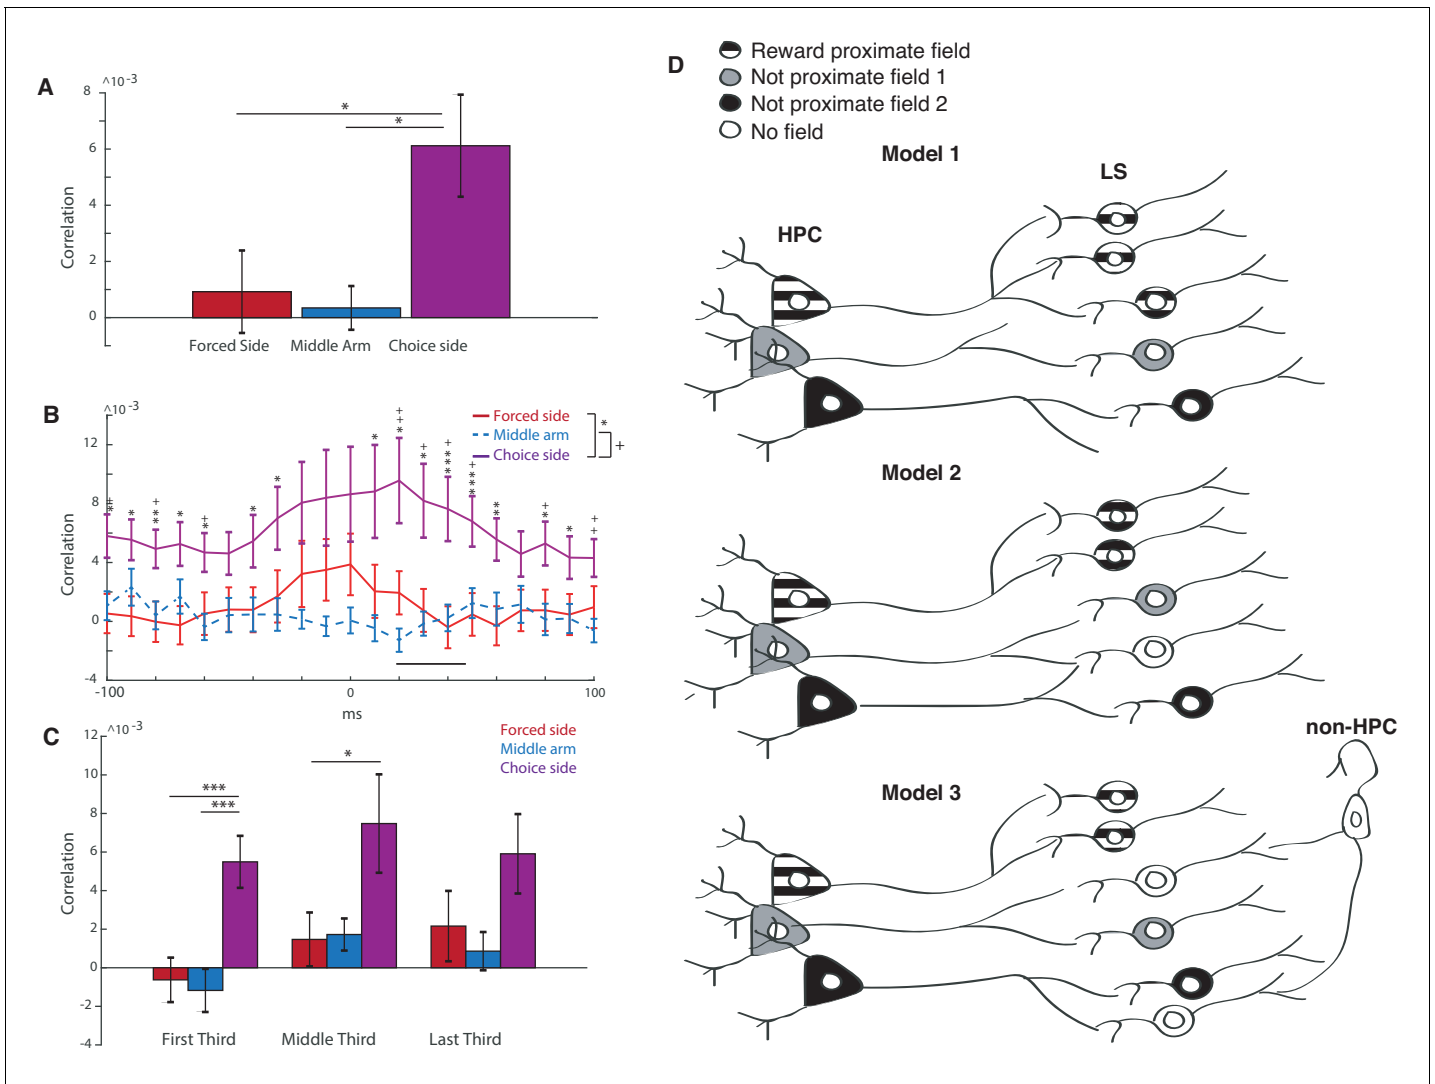 A
^10⁻³
8
6
4
2
0
Correlation
*
*
Forced Side
Middle Arm
Choice side
B
^10⁻³
12
8
4
0
-4
Correlation
Forced side
Middle arm
Choice side
*
+
-100
0
100
ms
C
^10⁻³
12
10
8
6
4
2
0
-2
-4
Correlation
Forced side
Middle arm
Choice side
***
***
*
First Third
Middle Third
Last Third
D
Reward proximate field
Not proximate field 1
Not proximate field 2
No field
Model 1
HPC
LS
Model 2
Model 3
non-HPC